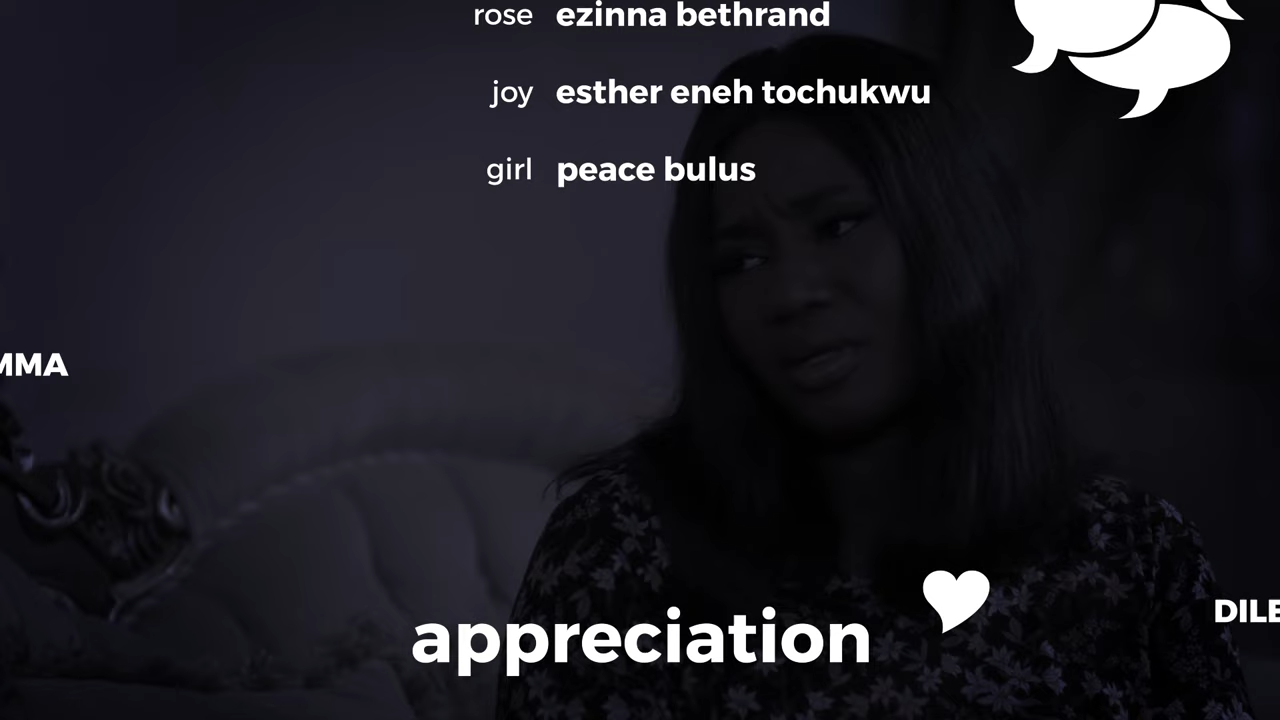 rose ezinna bethrand
joy esther eneh tochukwu
girl peace bulus
MMA
DILE
appreciation